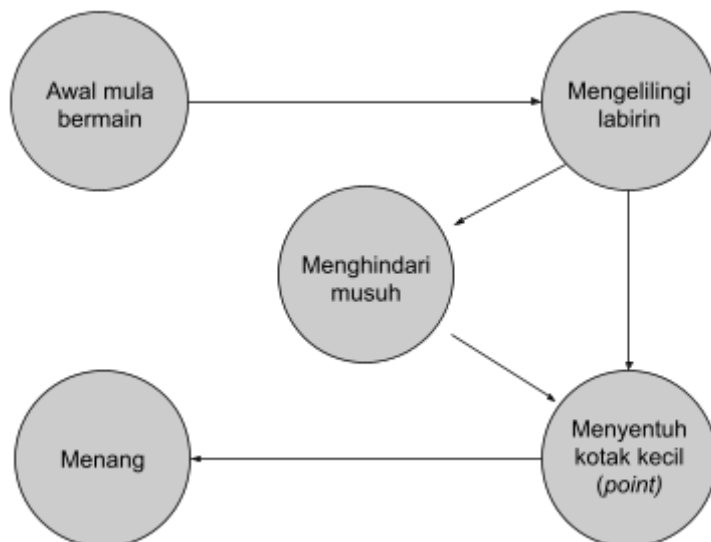 Awal mula
bermain
Mengelilingi
labirin
Menghindari
musuh
Menyentuh
kotak kecil
(point)
Menang